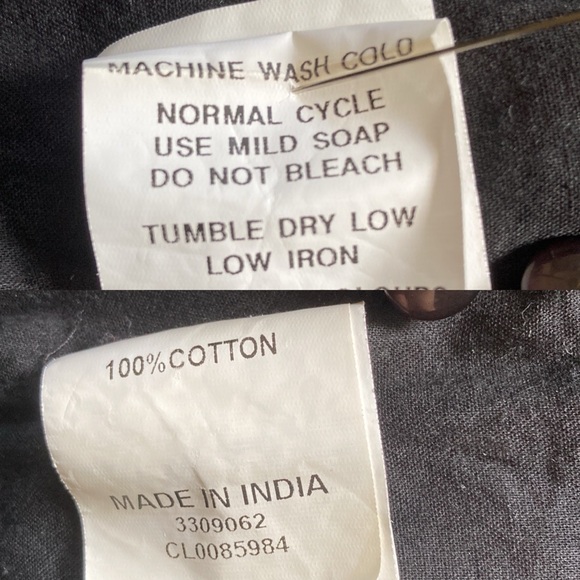 MACHINE WASH COLD
NORMAL CYCLE
USE MILD SOAP
DO NOT BLEACH
TUMBLE DRY LOW
LOW IRON
100% COTTON
MADE IN INDIA
3309062
CL0085984